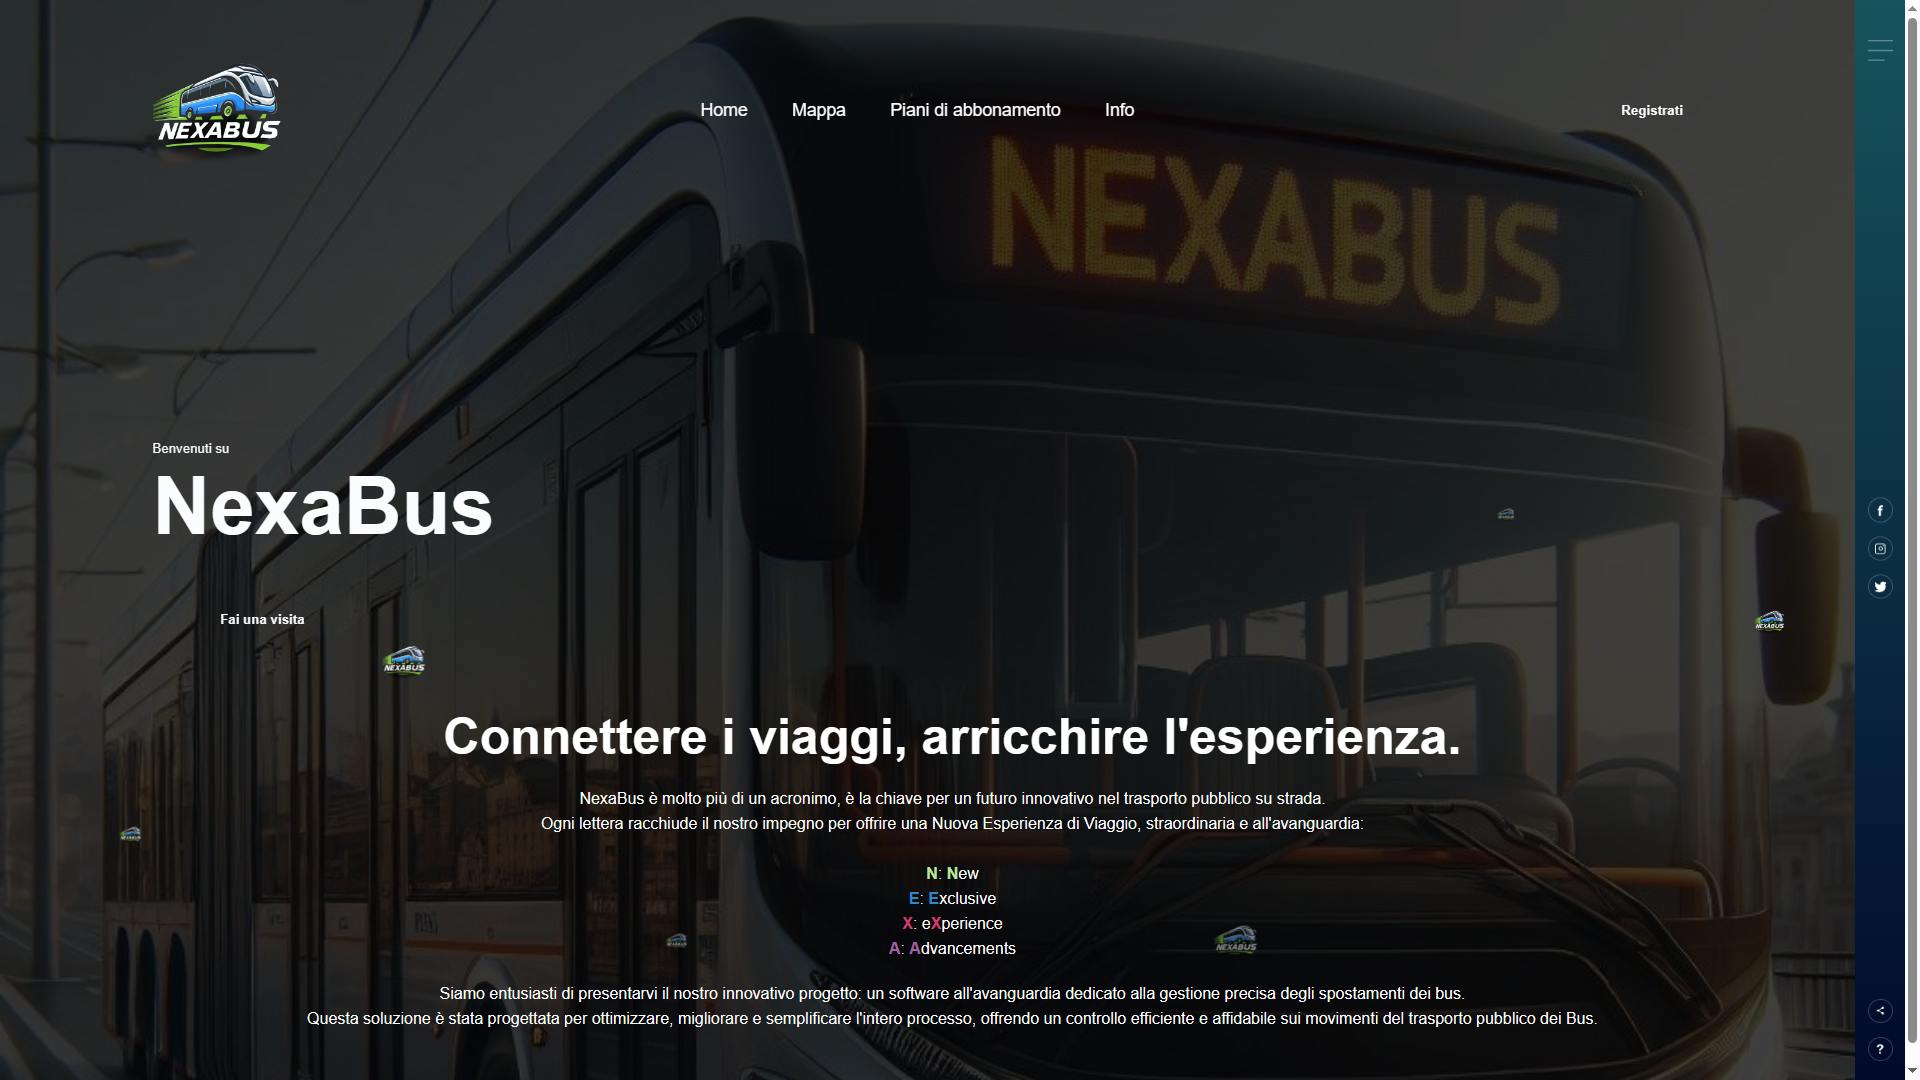 NEXABUS
Home
Mappa
Piani di abbonamento
Info
Registrati
NEXABUS
Benvenuti su
NexaBus
Fai una visita
NEXABUS
NEXABUS
Connettere i viaggi, arricchire l'esperienza.
NexaBus è molto più di un acronimo, è la chiave per un futuro innovativo nel trasporto pubblico su strada.
Ogni lettera racchiude il nostro impegno per offrire una Nuova Esperienza di Viaggio, straordinaria e all'avanguardia:
NEXABUS
N: New
E: Exclusive
X: eXperience
A: Advancements
NEXABUS
NEXABUS
Siamo entusiasti di presentarvi il nostro innovativo progetto: un software all'avanguardia dedicato alla gestione precisa degli spostamenti dei bus.
Questa soluzione è stata progettata per ottimizzare, migliorare e semplificare l'intero processo, offrendo un controllo efficiente e affidabile sui movimenti del trasporto pubblico dei Bus.
?